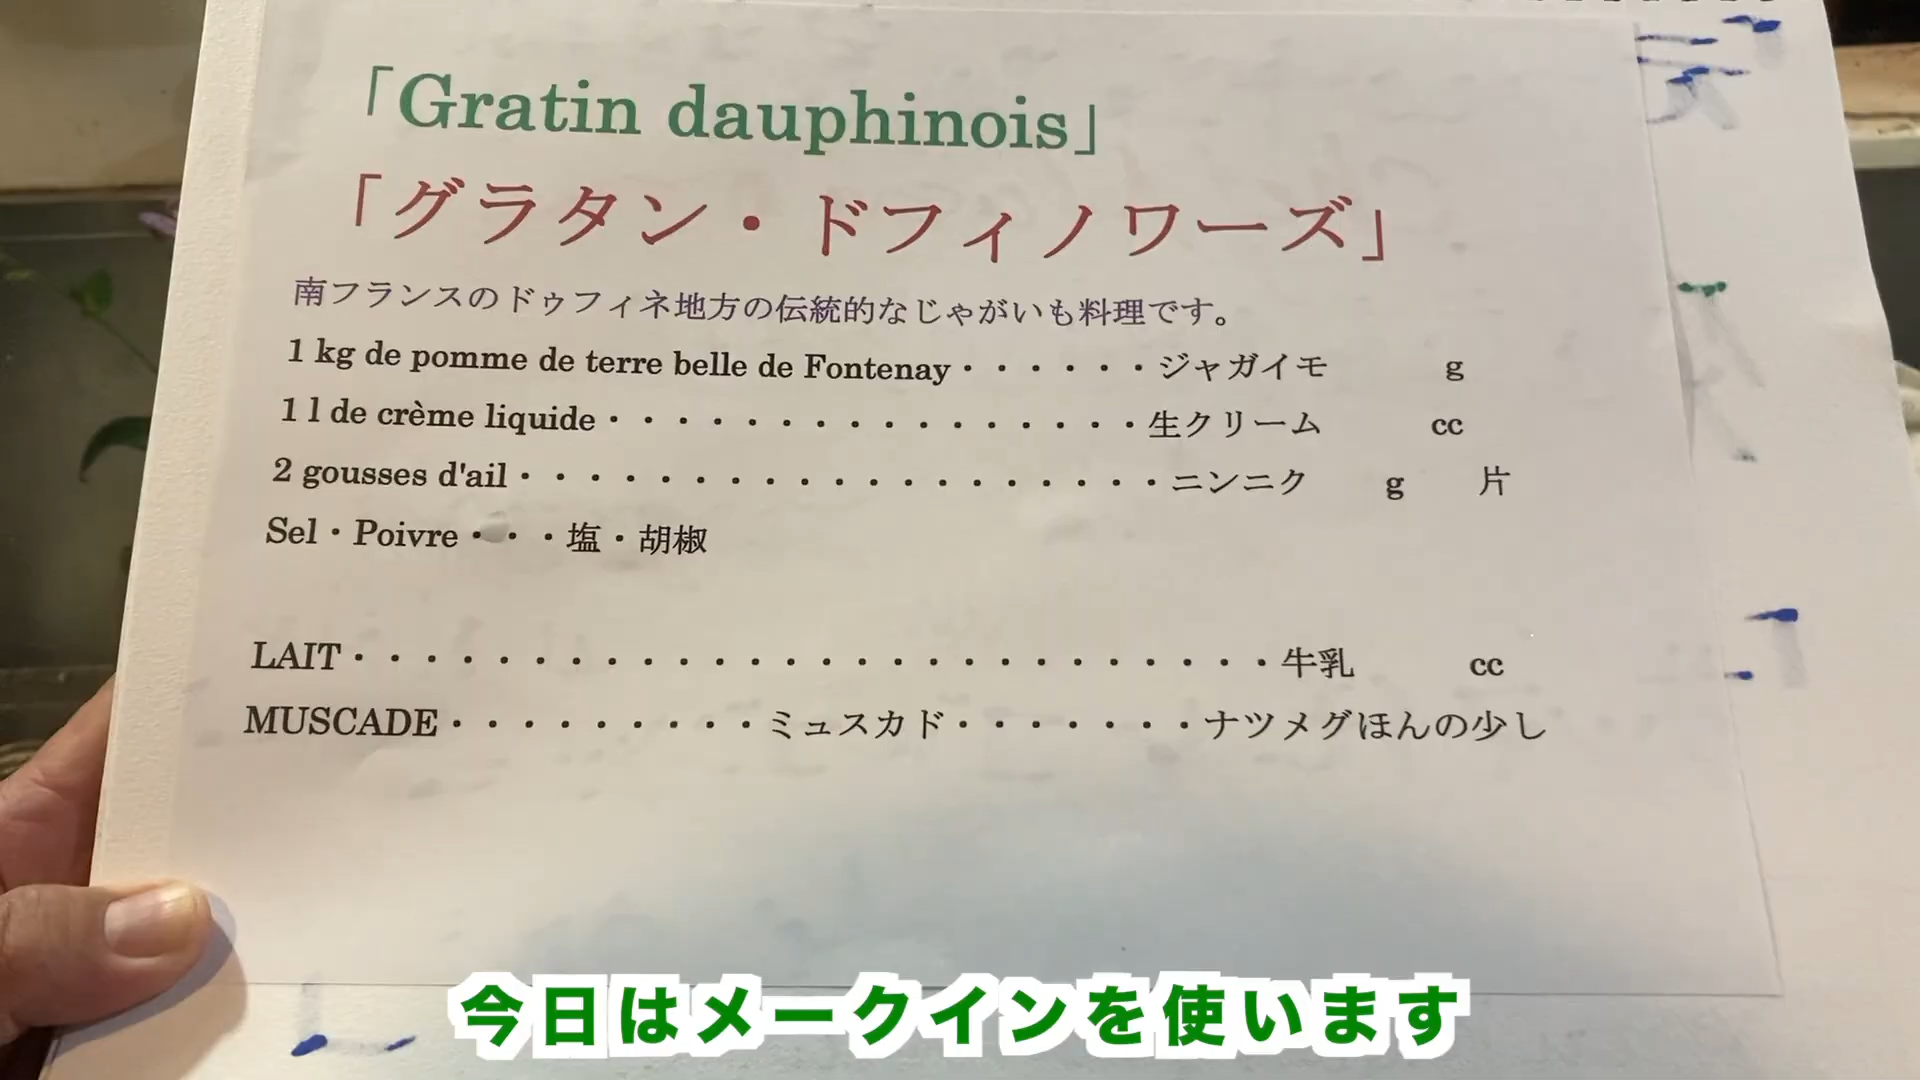 「Gratin dauphinois」
「グラタン・ドフィノワーズ」
南フランスのドゥフィネ地方の伝統的なじゃがいも料理です。
1 kg de pomme de terre belle de Fontenay・・・・・・ジャガイモ g
1 l de crème liquide・・・・・・・・・・・・・・・生クリーム cc
2 gousses d'ail・・・・・・・・・・・・・・・・・・ニンニク g 片
Sel・Poivre・・・塩・胡椒
LAIT・・・・・・・・・・・・・・・・・・・・・・・・・・牛乳 cc
MUSCADE・・・・・・・・・ミュスカド・・・・・・・ナツメグほんの少し
今日はメークインを使います